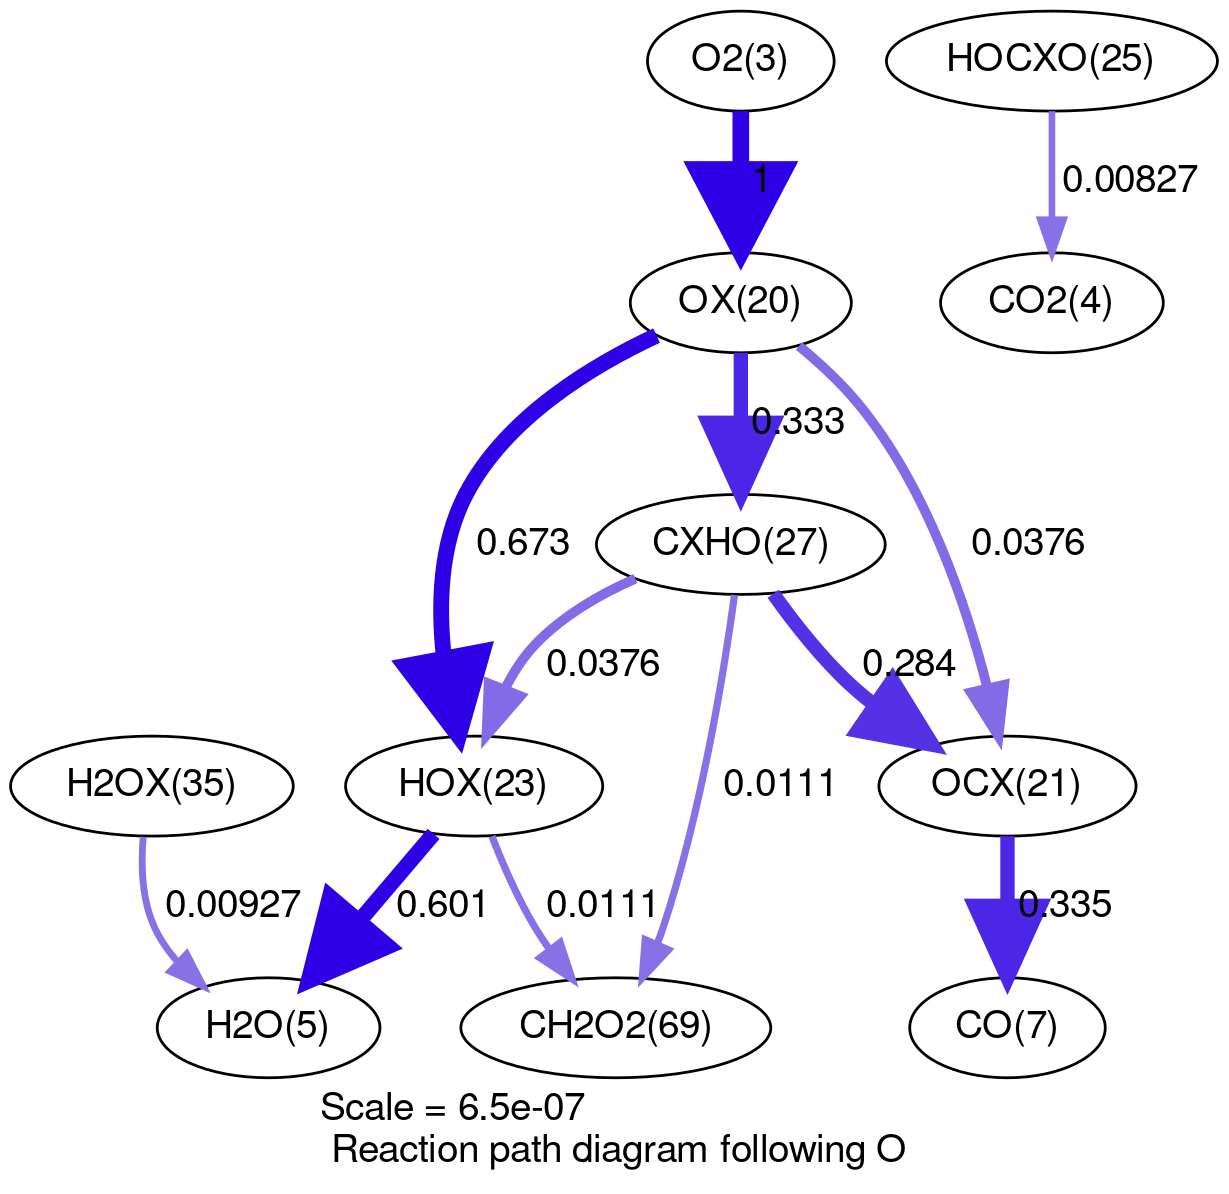 O2(3)
HOCXO(25)
1
0.00827
OX(20)
CO2(4)
0.333
0.673
CXHO(27)
0.0376
0.0376
0.284
H2OX(35)
HOX(23)
0.0111
OCX(21)
0.00927
0.601
0.0111
0.335
H2O(5)
CH2O2(69)
CO(7)
Scale = 6.5e-07
Reaction path diagram following O